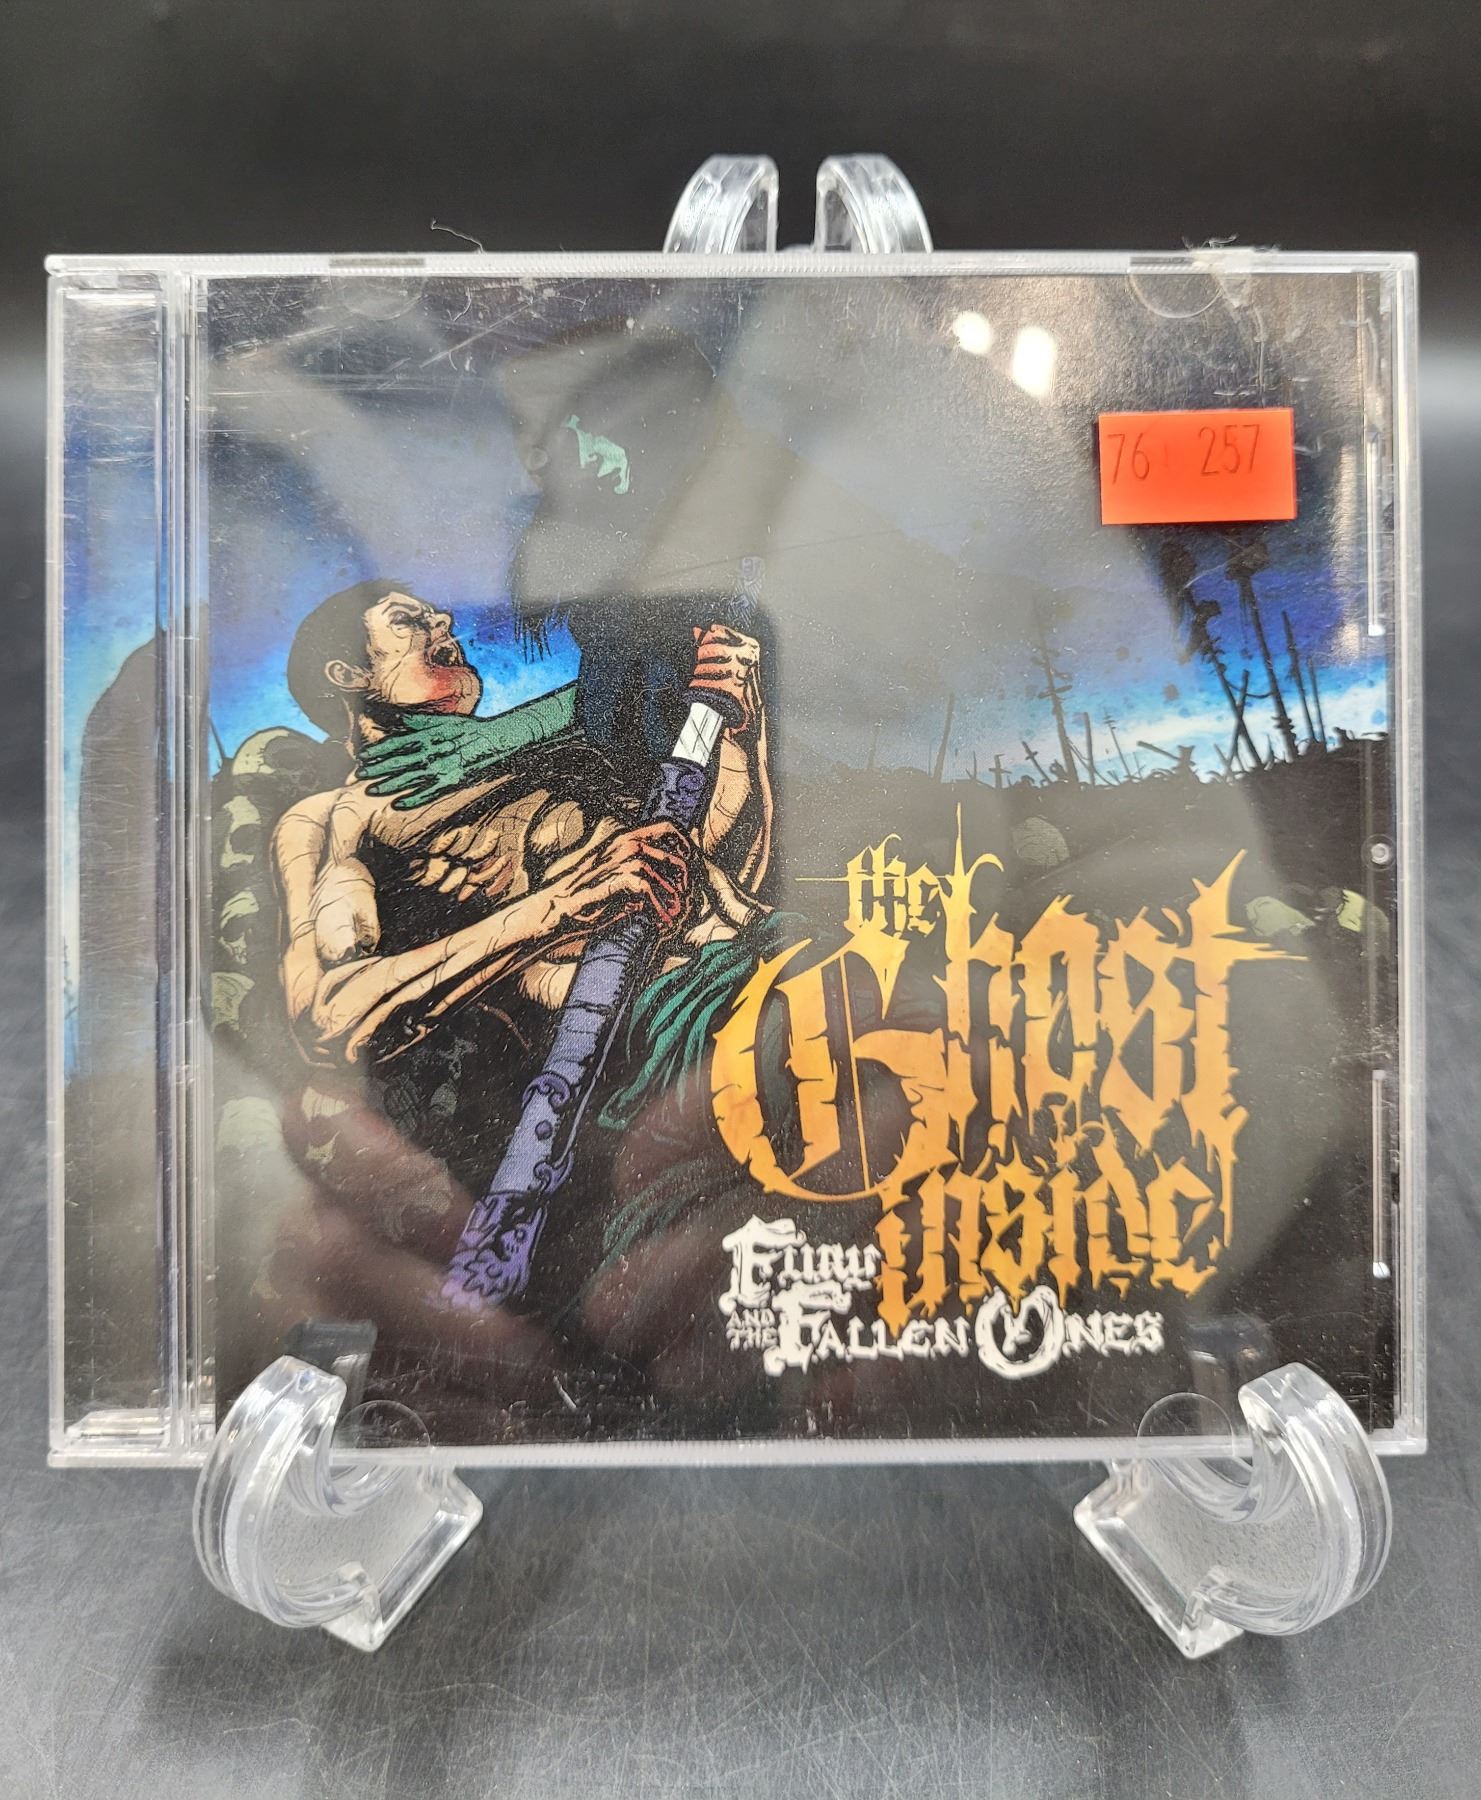 76 257
the
Ghost
inside
Fury
AND THE FALLEN ONES